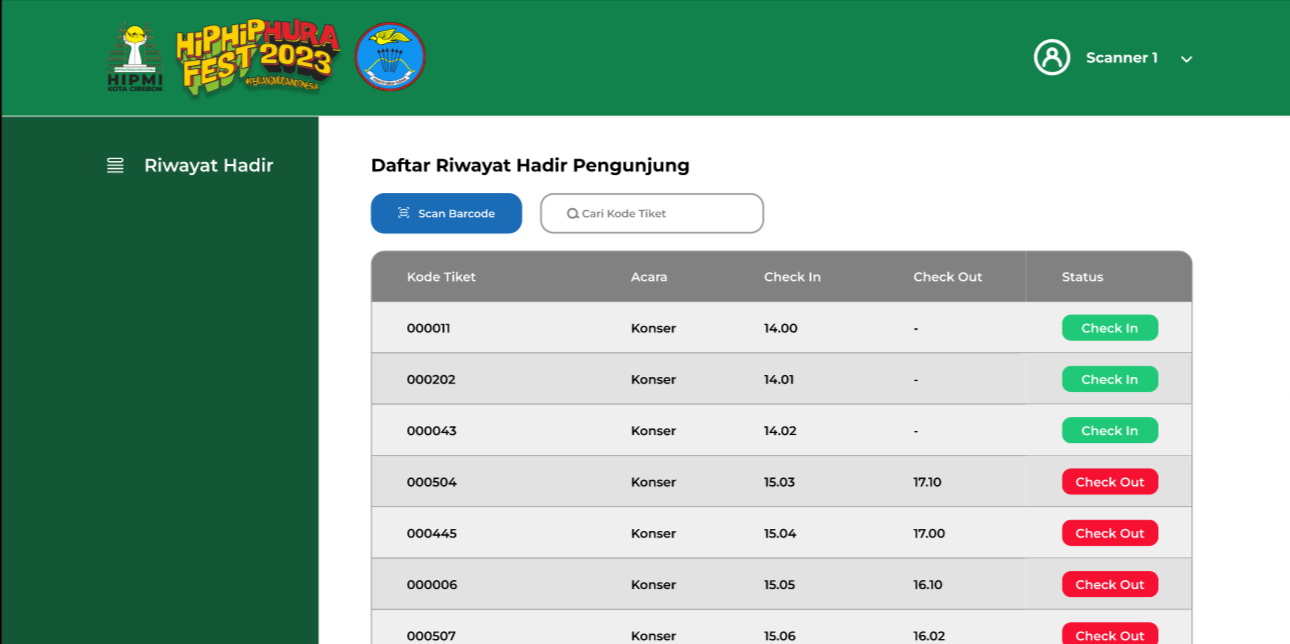 HIPMI
KOTA CIREBON
HiPHiPHURA
FEST 2023
Scanner 1
Riwayat Hadir
Daftar Riwayat Hadir Pengunjung
Scan Barcode
Cari Kode Tiket
Kode Tiket Acara Check In Check Out Status
000011 Konser 14.00 - Check In
000202 Konser 14.01 - Check In
000043 Konser 14.02 - Check In
000504 Konser 15.03 17.10 Check Out
000445 Konser 15.04 17.00 Check Out
000006 Konser 15.05 16.10 Check Out
000507 Konser 15.06 16.02 Check Out